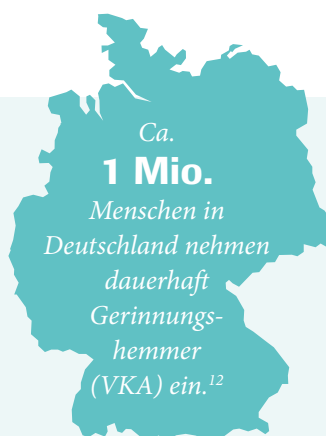 Ca.
1 Mio.
Menschen in
Deutschland nehmen
dauerhaft
Gerinnungs-
hemmer
(VKA) ein.¹²